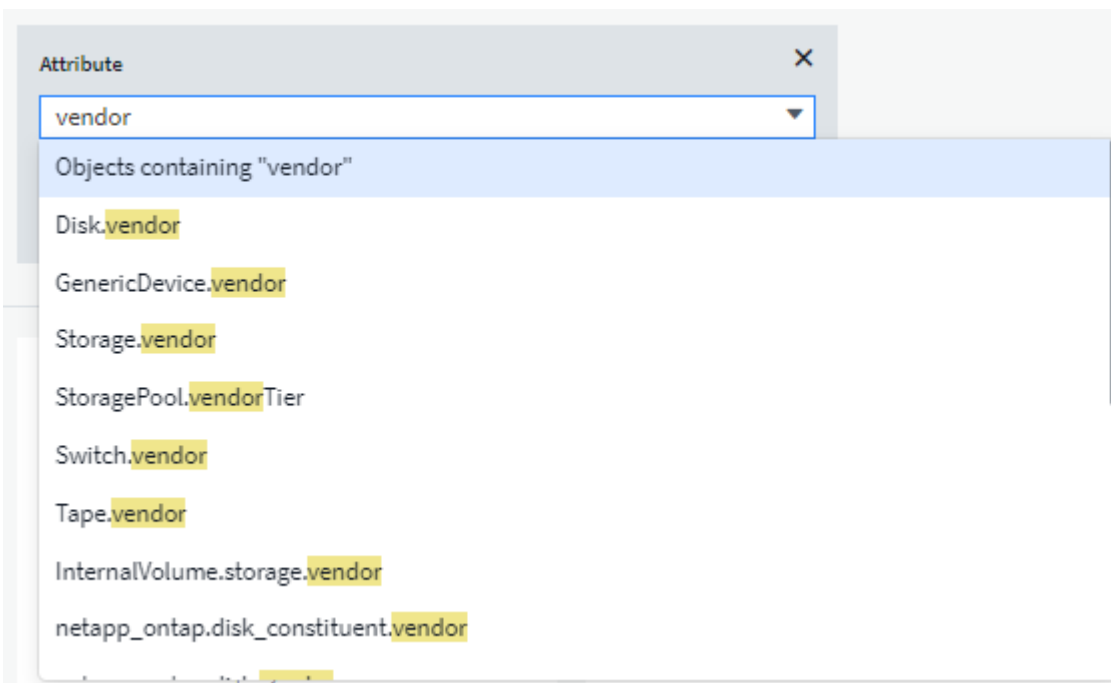 Attribute
vendor
Objects containing "vendor"
Disk.vendor
GenericDevice.vendor
Storage.vendor
StoragePool.vendorTier
Switch.vendor
Tape.vendor
InternalVolume.storage.vendor
netapp_ontap.disk_constituent.vendor